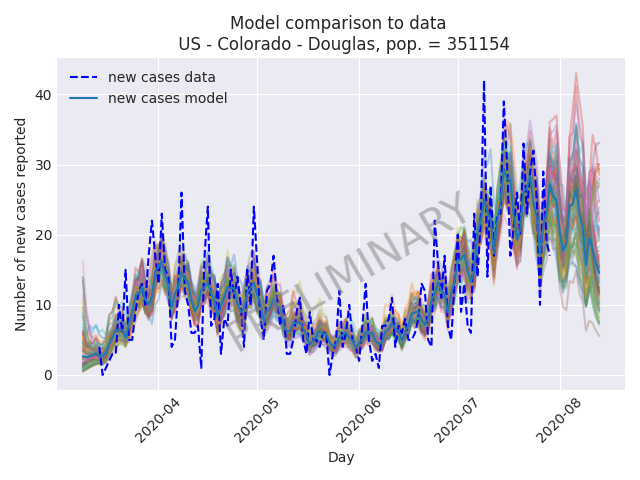 Model comparison to data
US - Colorado - Douglas, pop. = 351154
new cases data
new cases model
Number of new cases reported
40
30
20
10
0
PRELIMINARY
2020-04
2020-05
2020-06
2020-07
2020-08
Day